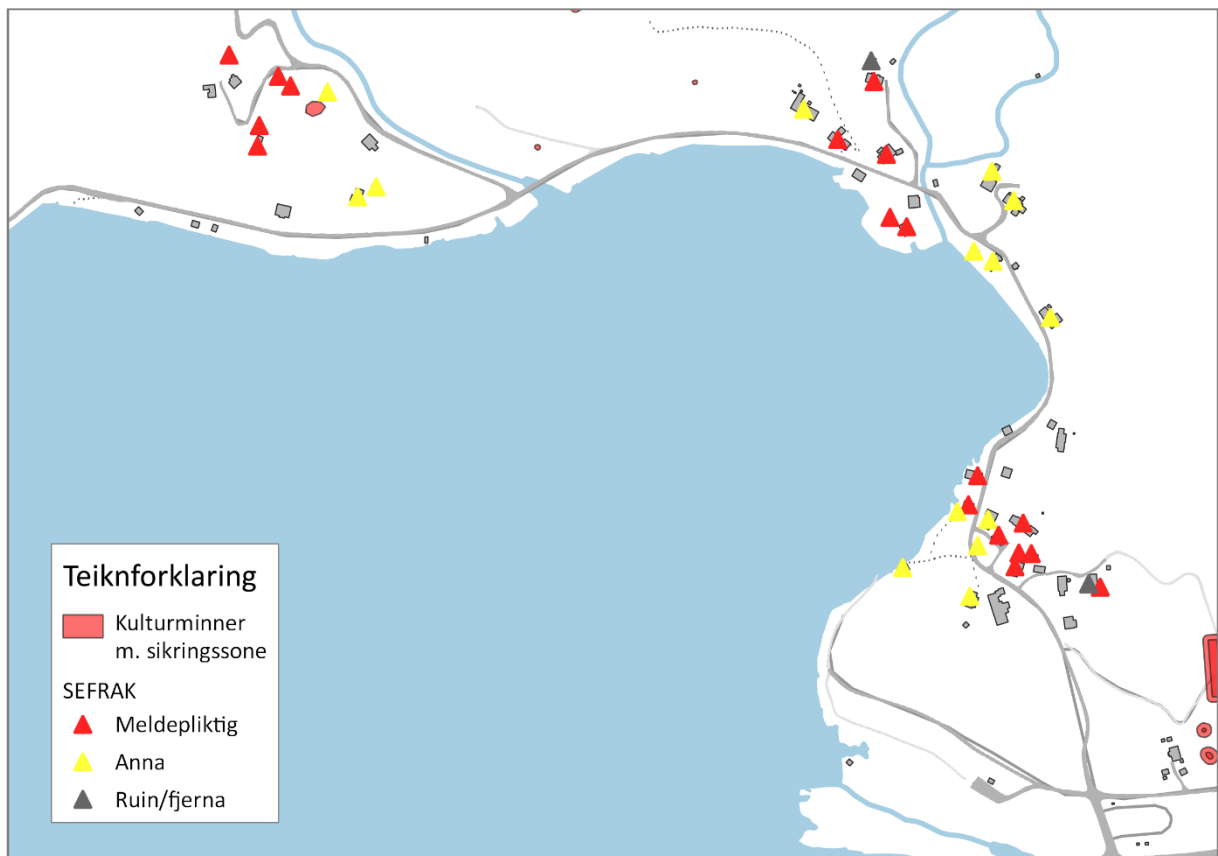 Teiknforklaring
Kulturminner
m. sikringssone
SEFRAK
Meldepliktig
Anna
Ruin/fjerna